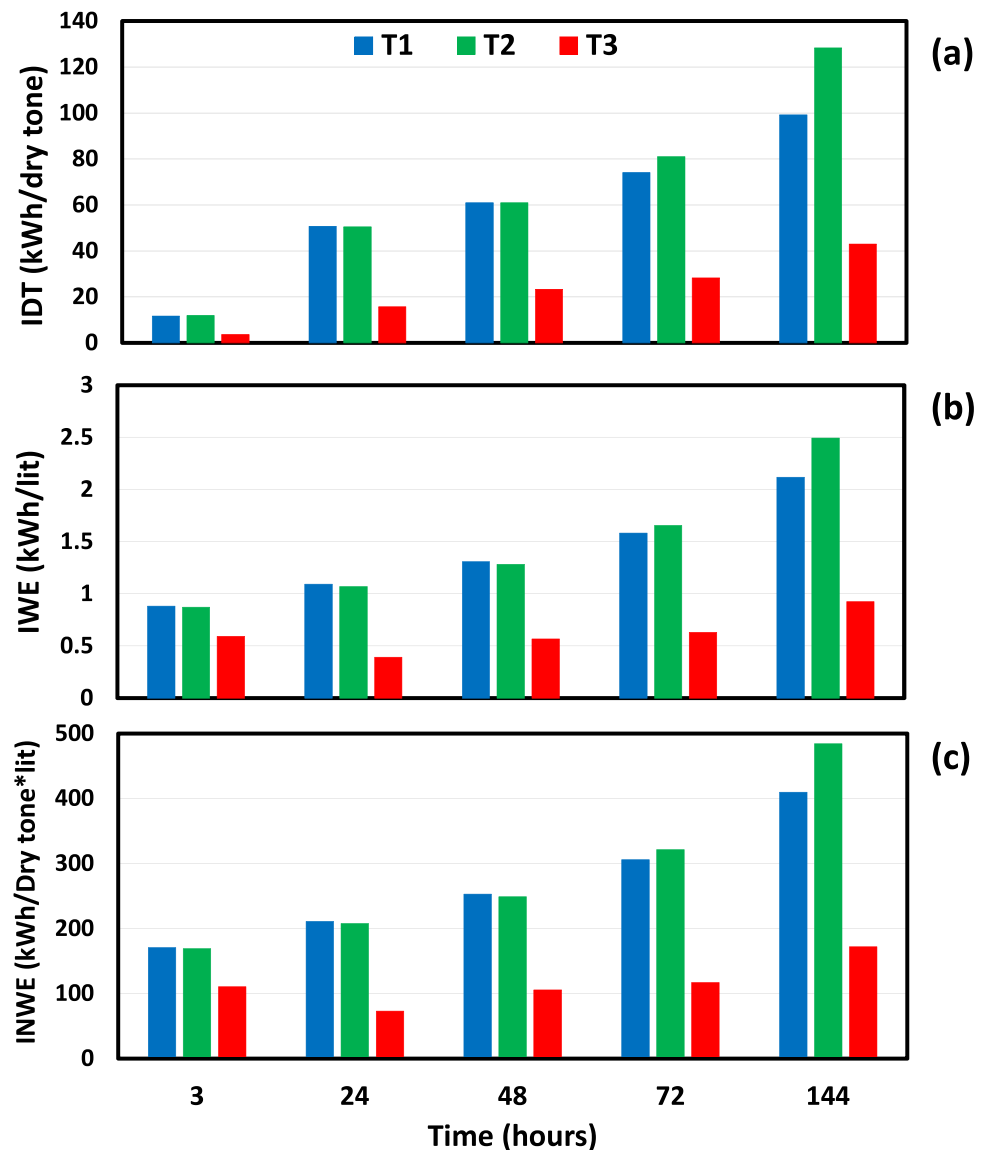 T1 T2 T3
(a)
IDT (kWh/dry tone)
140
120
100
80
60
40
20
0
(b)
IWE (kWh/lit)
3
2.5
2
1.5
1
0.5
0
(c)
INWE (kWh/Dry tone*lit)
500
400
300
200
100
0
3 24 48 72 144
Time (hours)